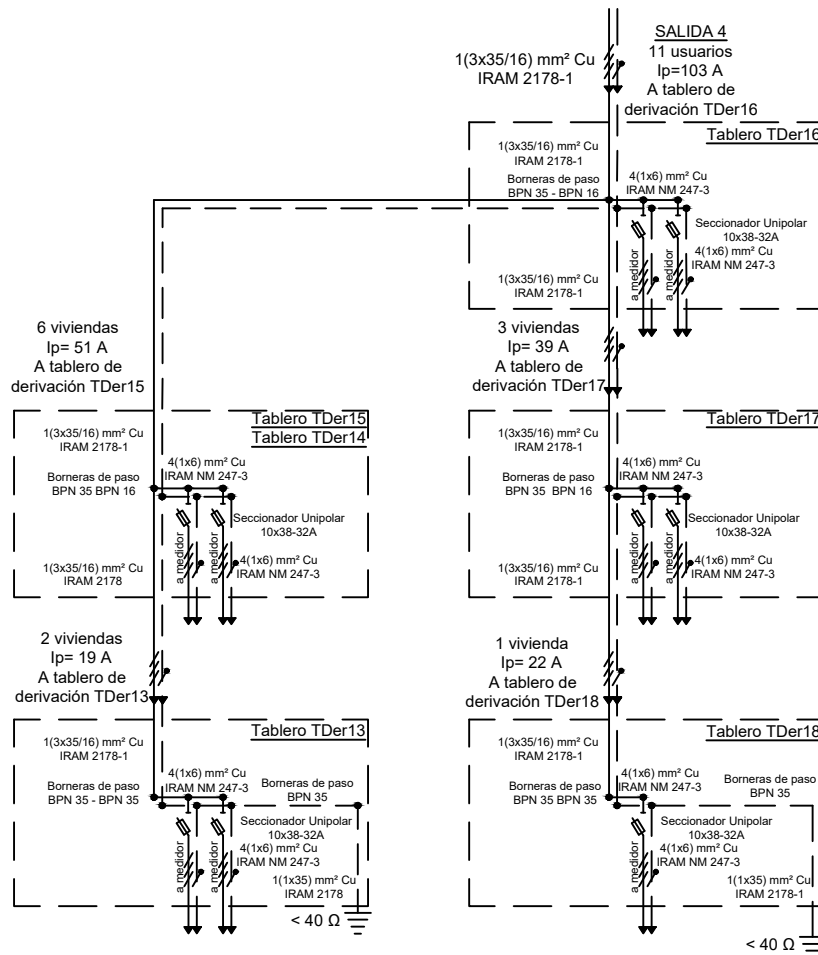 SALIDA 4
11 usuarios
Ip=103 A
A tablero de
derivación TDer16
1(3x35/16) mm² Cu
IRAM 2178-1
Tablero TDer16
1(3x35/16) mm² Cu
IRAM 2178-1
Borneras de paso
BPN 35 - BPN 16
4(1x6) mm² Cu
IRAM NM 247-3
Seccionador Unipolar
10x38-32A
4(1x6) mm² Cu
IRAM NM 247-3
a medidor
a medidor
1(3x35/16) mm² Cu
IRAM 2178-1
6 viviendas
Ip= 51 A
A tablero de
derivación TDer15
3 viviendas
Ip= 39 A
A tablero de
derivación TDer17
Tablero TDer15
Tablero TDer14
1(3x35/16) mm² Cu
IRAM 2178-1
4(1x6) mm² Cu
IRAM NM 247-3
Borneras de paso
BPN 35 BPN 16
Seccionador Unipolar
10x38-32A
a medidor
a medidor
4(1x6) mm² Cu
IRAM NM 247-3
1(3x35/16) mm² Cu
IRAM 2178
Tablero TDer17
1(3x35/16) mm² Cu
IRAM 2178-1
4(1x6) mm² Cu
IRAM NM 247-3
Borneras de paso
BPN 35 BPN 16
Seccionador Unipolar
10x38-32A
a medidor
a medidor
4(1x6) mm² Cu
IRAM NM 247-3
1(3x35/16) mm² Cu
IRAM 2178-1
2 viviendas
Ip= 19 A
A tablero de
derivación TDer13
1 vivienda
Ip= 22 A
A tablero de
derivación TDer18
Tablero TDer13
1(3x35/16) mm² Cu
IRAM 2178-1
4(1x6) mm² Cu
IRAM NM 247-3
Borneras de paso
BPN 35 - BPN 35
Borneras de paso
BPN 35
Seccionador Unipolar
10x38-32A
4(1x6) mm² Cu
IRAM NM 247-3
a medidor
a medidor
1(1x35) mm² Cu
IRAM 2178
< 40 Ω
Tablero TDer18
1(3x35/16) mm² Cu
IRAM 2178-1
4(1x6) mm² Cu
IRAM NM 247-3
Borneras de paso
BPN 35 BPN 35
Borneras de paso
BPN 35
Seccionador Unipolar
10x38-32A
4(1x6) mm² Cu
IRAM NM 247-3
a medidor
1(1x35) mm² Cu
IRAM 2178-1
< 40 Ω